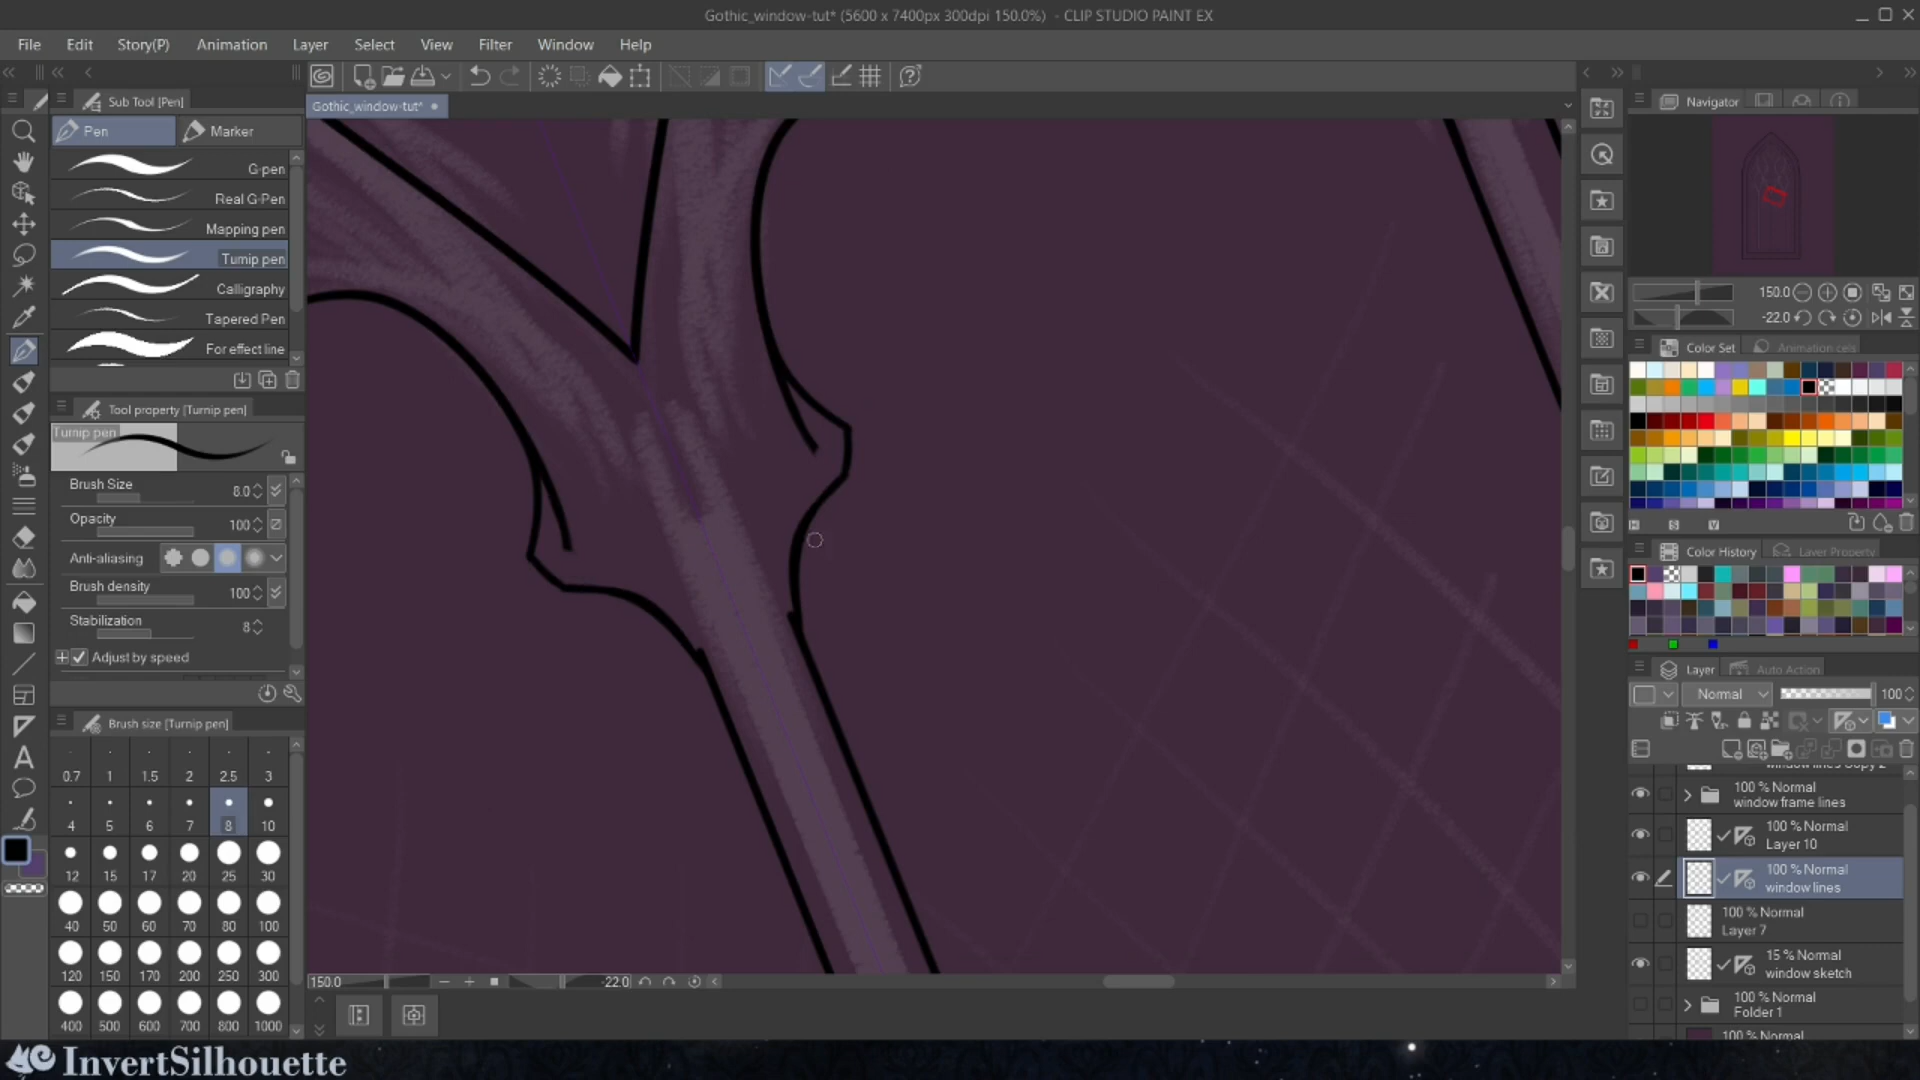 Gothic_window-tut* (5600 x 7400px 300dpi 150.0%) - CLIP STUDIO PAINT EX
File Edit Story(P) Animation Layer Select View Filter Window Help
Sub Tool [Pen]
Gothic_window-tut*
Navigator
Pen Marker
G-pen
Real G-Pen
Mapping pen
Turnip pen
Calligraphy
Tapered Pen
For effect line
Tool property [Turnip pen]
Turnip pen
Brush Size 8.0
Opacity 100
Anti-aliasing
Brush density 100
Stabilization 8
Adjust by speed
Brush size [Turnip pen]
0.7 1 1.5 2 2.5 3
4 5 6 7 8 10
12 15 17 20 25 30
40 50 60 70 80 100
120 150 170 200 250 300
400 500 600 700 800 1000
150.0 -22.0
150.0
-22.0
Color Set Animation cels
H S V
Color History Layer Property
Layer Auto Action
Normal 100
window lines Copy 2
100 % Normal
window frame lines
100 % Normal
Layer 10
100 % Normal
window lines
100 % Normal
Layer 7
15 % Normal
window sketch
100 % Normal
Folder 1
100 % Normal
InvertSilhouette